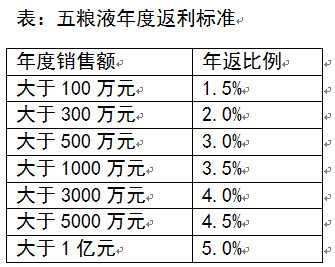 表：五粮液年度返利标准
年度销售额 年返比例
大于 100 万元 1.5%
大于 300 万元 2.0%
大于 500 万元 3.0%
大于 1000 万元 3.5%
大于 3000 万元 4.0%
大于 5000 万元 4.5%
大于 1 亿元 5.0%